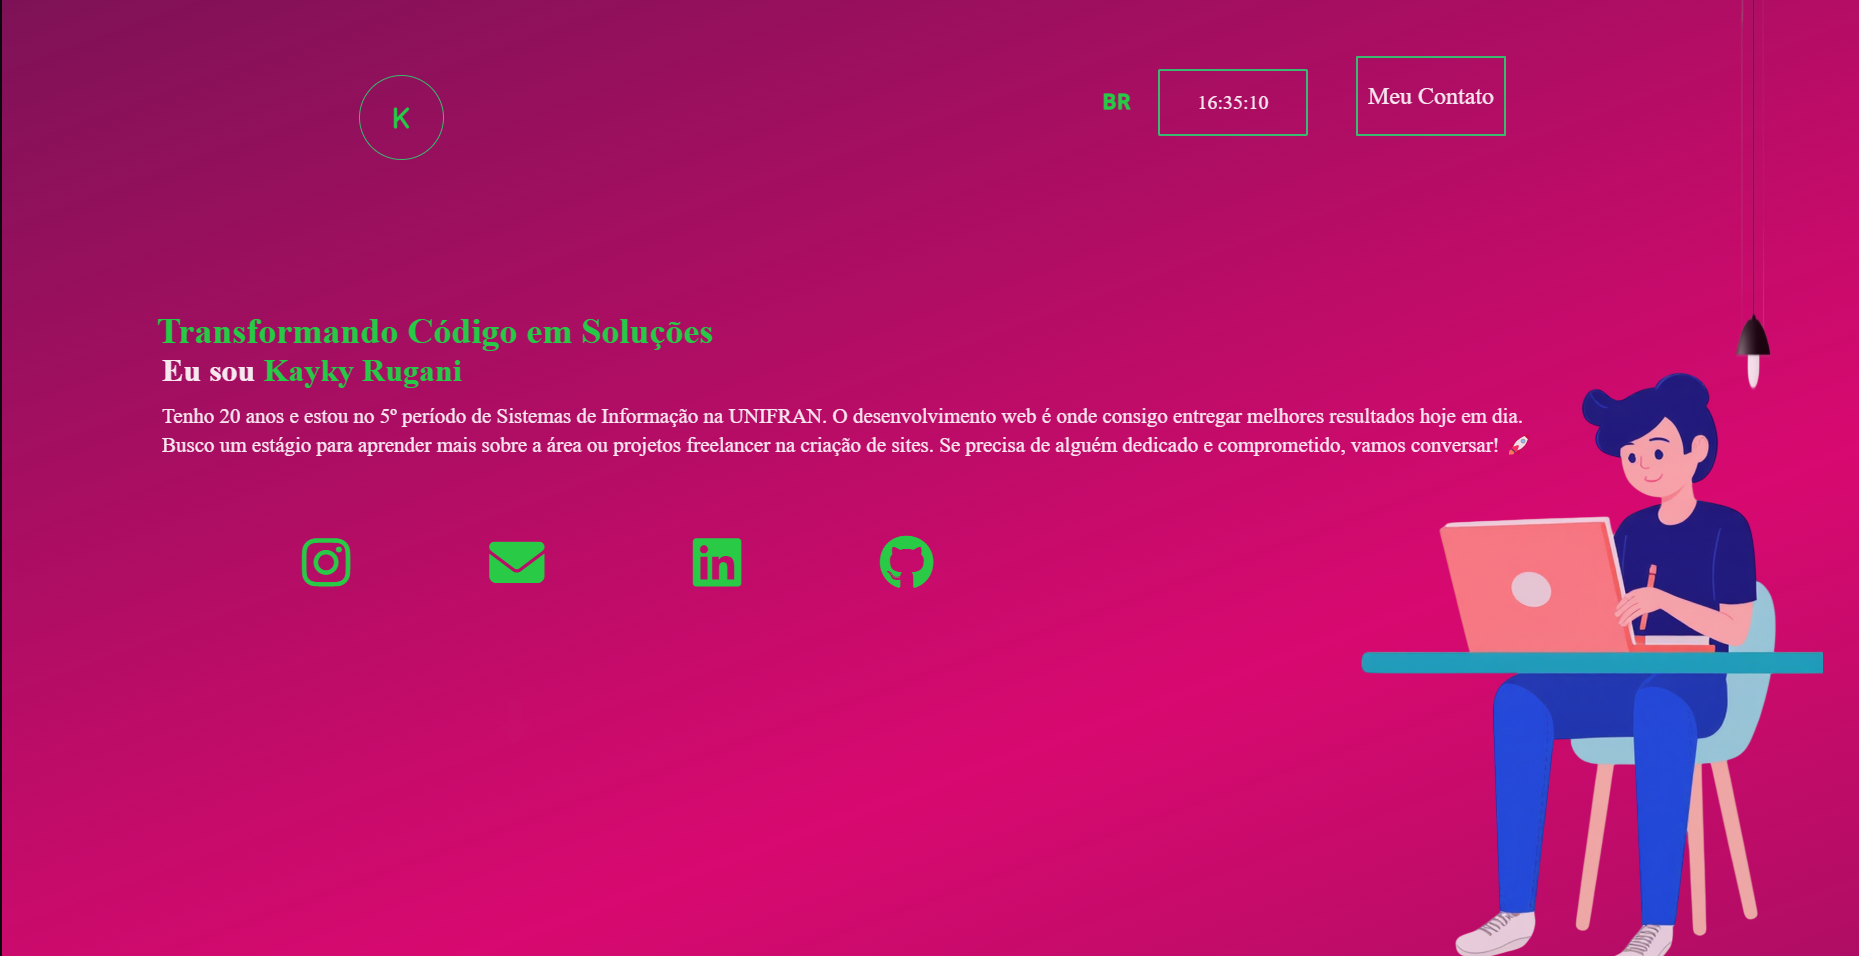 K
BR
16:35:10
Meu Contato
Transformando Código em Soluções
Eu sou Kayky Rugani
Tenho 20 anos e estou no 5º período de Sistemas de Informação na UNIFRAN. O desenvolvimento web é onde consigo entregar melhores resultados hoje em dia.
Busco um estágio para aprender mais sobre a área ou projetos freelancer na criação de sites. Se precisa de alguém dedicado e comprometido, vamos conversar! 🚀
in